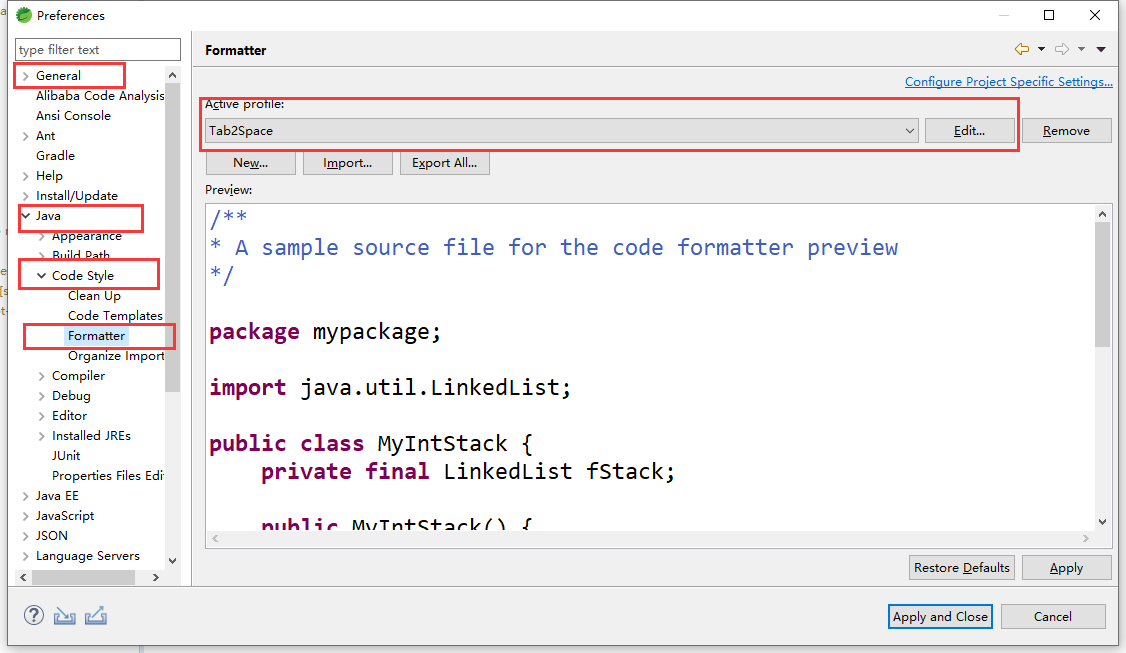 Preferences
type filter text
General
Alibaba Code Analysis
Ansi Console
Ant
Gradle
Help
Install/Update
Java
Appearance
Build Path
Code Style
Clean Up
Code Templates
Formatter
Organize Import
Compiler
Debug
Editor
Installed JREs
JUnit
Properties Files Edi
Java EE
JavaScript
JSON
Language Servers
Formatter
Configure Project Specific Settings...
Active profile:
Tab2Space
Edit...
Remove
New...
Import...
Export All...
Preview:
/**
* A sample source file for the code formatter preview
*/
package mypackage;
import java.util.LinkedList;
public class MyIntStack {
private final LinkedList fStack;
public MyIntStack() {
Restore Defaults
Apply
?
Apply and Close
Cancel